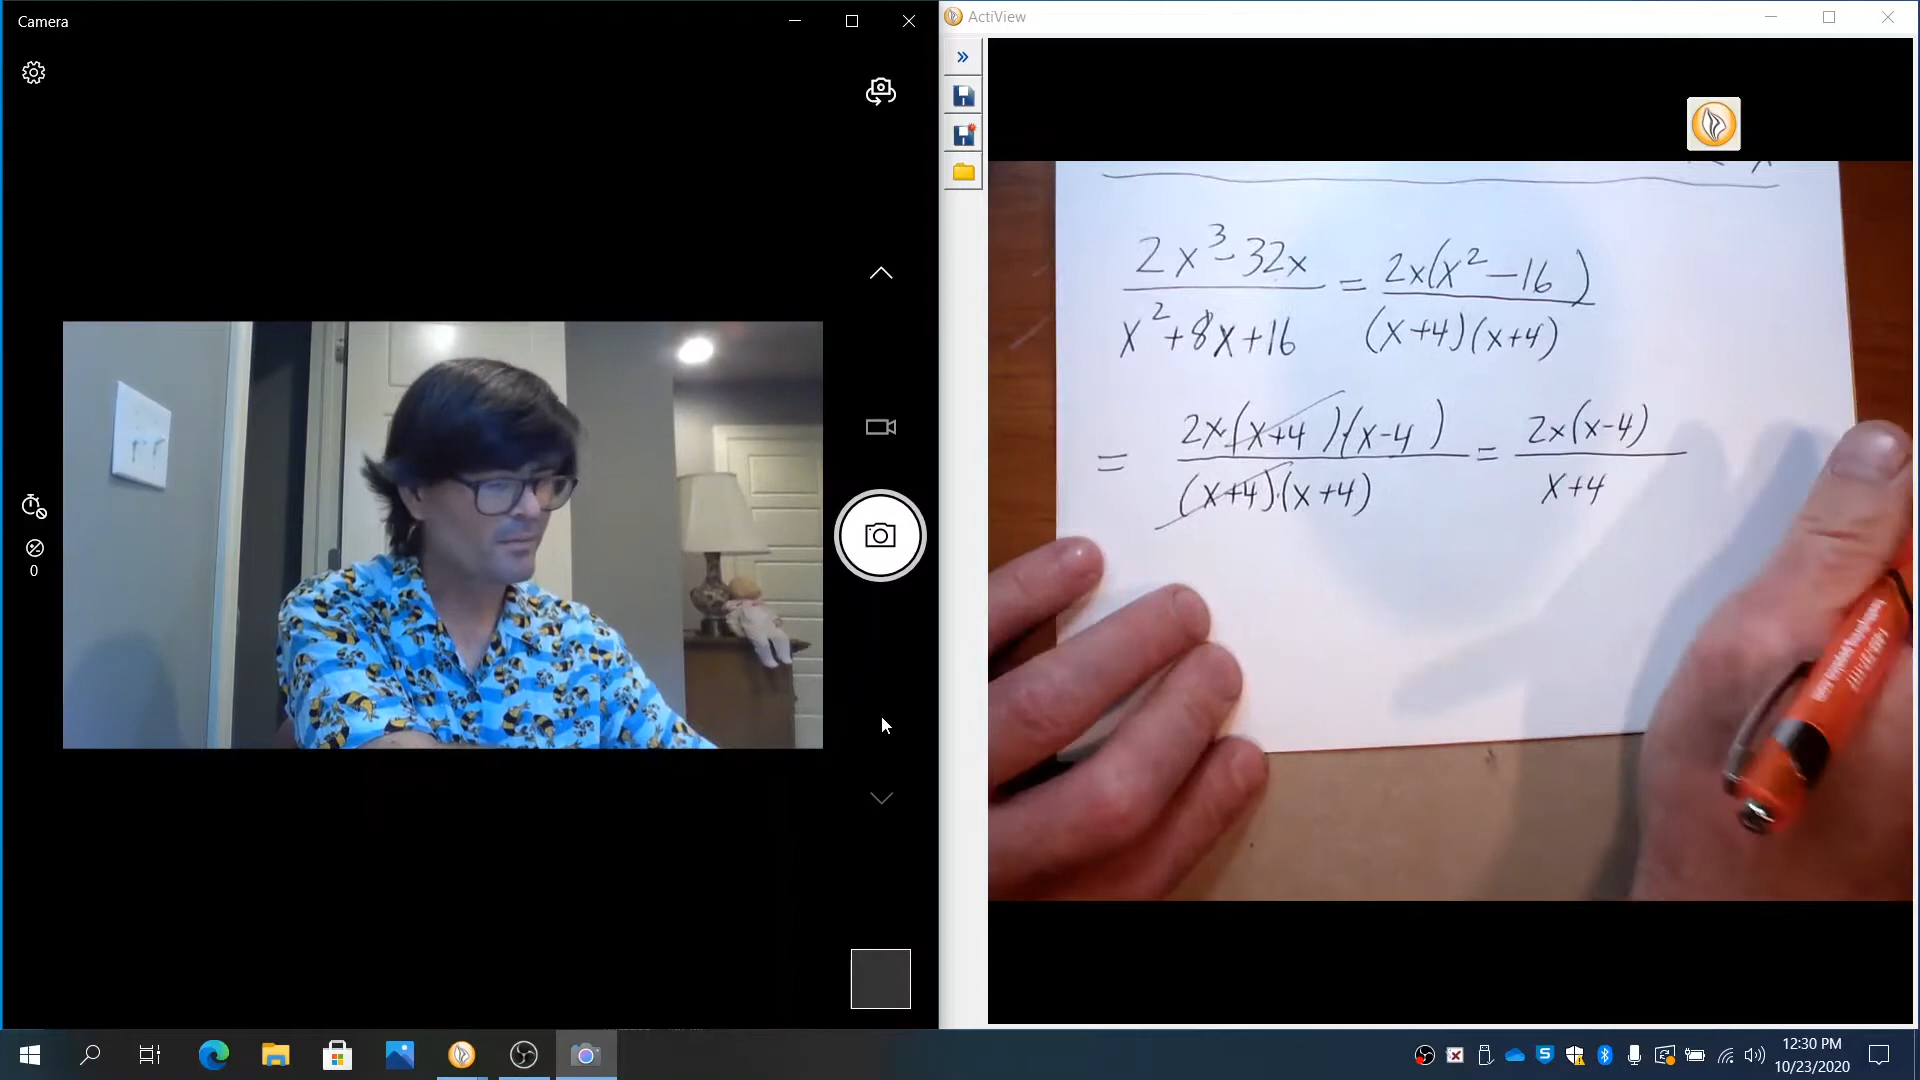 Camera
ActiView
0
2x³-32x / x²+8x+16 = 2x(x²-16) / (x+4)(x+4)
= 2x·(x+4)·(x-4) / (x+4)·(x+4) = 2x(x-4) / x+4
12:30 PM
10/23/2020